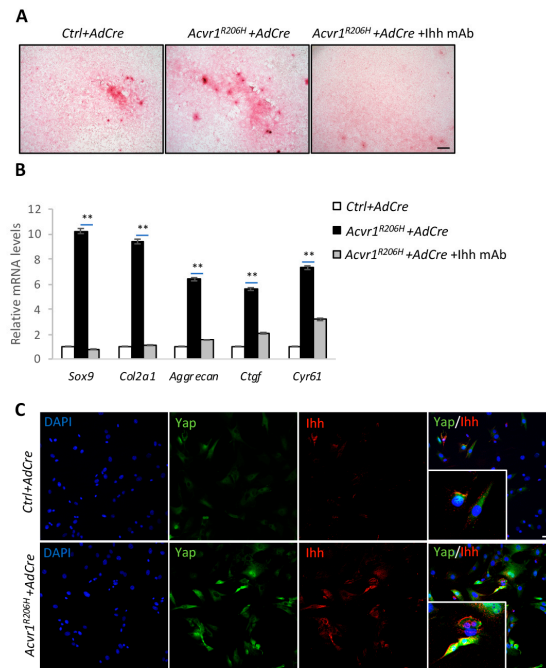 A
Ctrl+AdCre
Acvr1R206H +AdCre
Acvr1R206H +AdCre +Ihh mAb
B
Relative mRNA levels
12
10
8
6
4
2
0
**
**
**
**
**
Ctrl+AdCre
Acvr1R206H +AdCre
Acvr1R206H +AdCre +Ihh mAb
Sox9
Col2a1
Aggrecan
Ctgf
Cyr61
C
Ctrl+AdCre
DAPI
Yap
Ihh
Yap/Ihh
Acvr1R206H +AdCre
DAPI
Yap
Ihh
Yap/Ihh